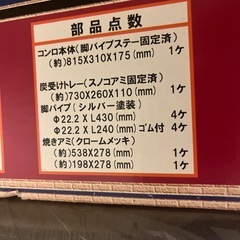 部品点数
コンロ本体(脚パイプステー固定済)
(約)815X310X175(mm) 1ケ
炭受けトレー(スノコアミ固定済)
(約)730X260X110(mm) 1ケ
脚パイプ(シルバー塗装)
Φ22.2 X L430(mm) 4ケ
Φ22.2 X L240(mm)ゴム付 4ケ
焼きアミ(クロームメッキ)
(約)538X278(mm) 1ケ
(約)198X278(mm) 1ケ